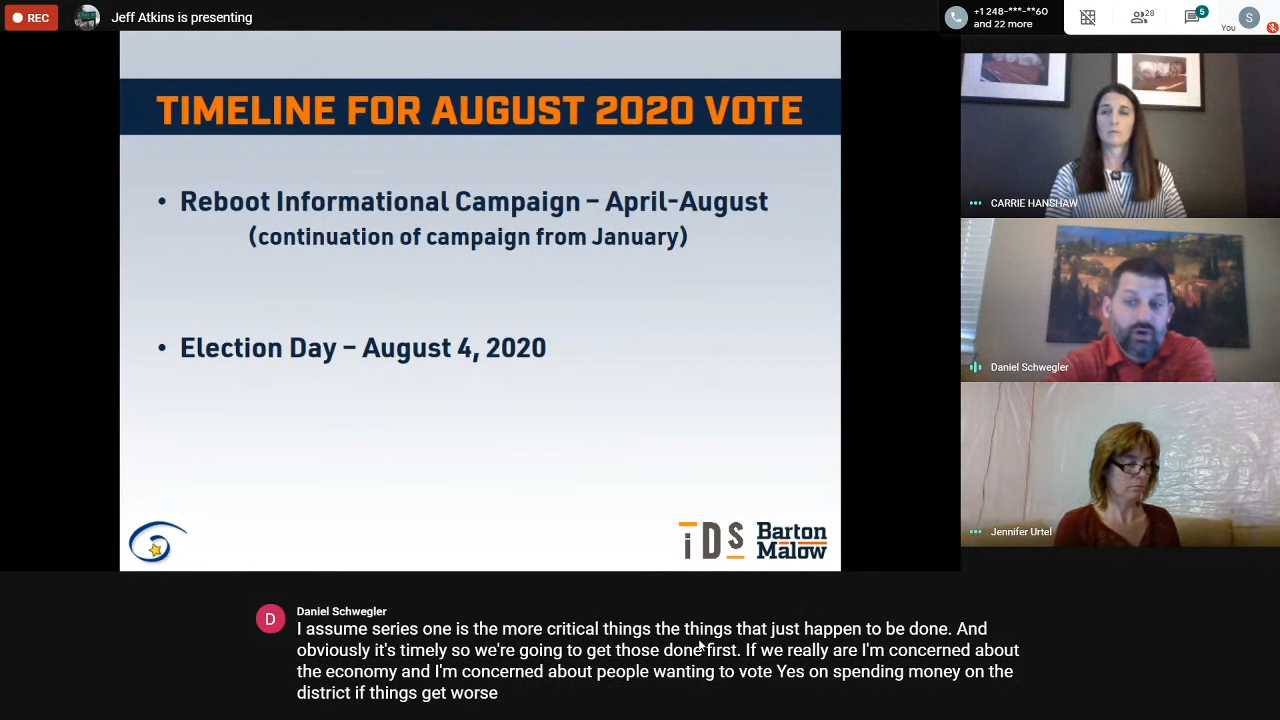 REC
Jeff Atkins is presenting
+1 248-***-**60
and 22 more
28
5
You
S
TIMELINE FOR AUGUST 2020 VOTE
• Reboot Informational Campaign – April-August
(continuation of campaign from January)
• Election Day – August 4, 2020
iDS
Barton
Malow
CARRIE HANSHAW
Daniel Schwegler
Jennifer Urtel
D
Daniel Schwegler
I assume series one is the more critical things the things that just happen to be done. And
obviously it's timely so we're going to get those done first. If we really are I'm concerned about
the economy and I'm concerned about people wanting to vote Yes on spending money on the
district if things get worse